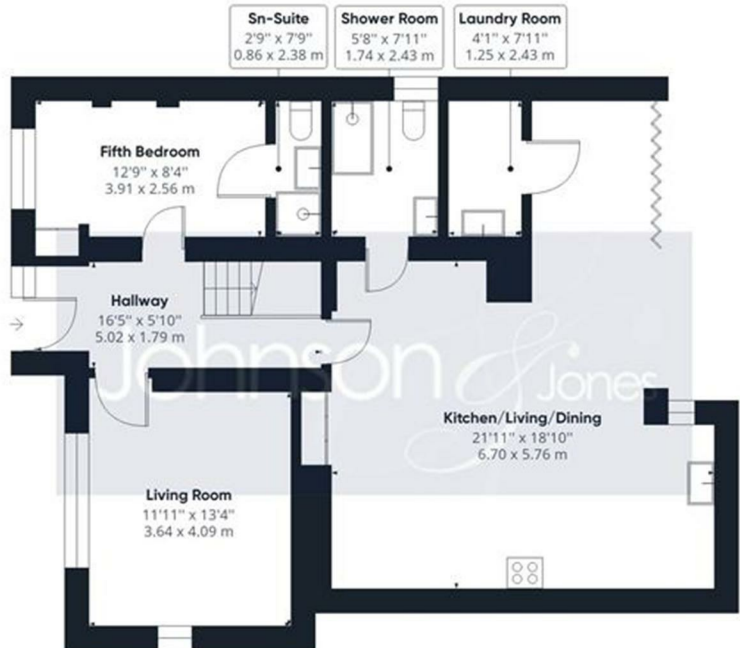 Sn-Suite
2'9" x 7'9"
0.86 x 2.38 m
Shower Room
5'8" x 7'11"
1.74 x 2.43 m
Laundry Room
4'1" x 7'11"
1.25 x 2.43 m
Fifth Bedroom
12'9" x 8'4"
3.91 x 2.56 m
Hallway
16'5" x 5'10"
5.02 x 1.79 m
Johnson & Jones
Kitchen/Living/Dining
21'11" x 18'10"
6.70 x 5.76 m
Living Room
11'11" x 13'4"
3.64 x 4.09 m